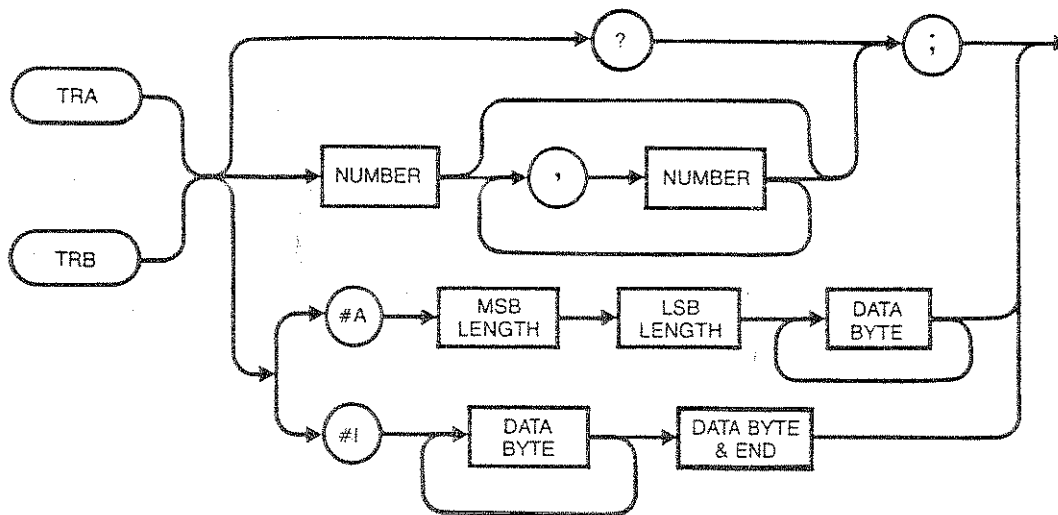 ?
;
TRA
NUMBER
,
NUMBER
TRB
#A
MSB
LENGTH
LSB
LENGTH
DATA
BYTE
#I
DATA
BYTE
DATA BYTE
& END